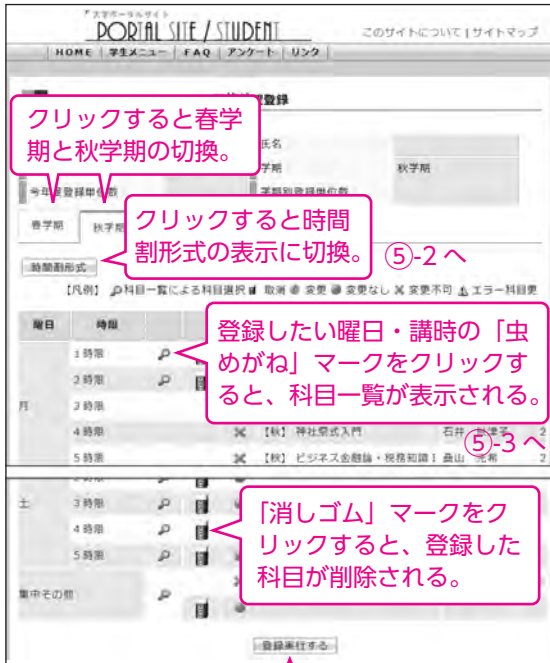 『大学ポータルサイト
PORTAL SITE / STUDENT
このサイトについて | サイトマップ
HOME | 学生メニュー | FAQ | アンケート | リンク
登録
クリックすると春学
期と秋学期の切換。
氏名
学期 秋学期
今年度登録単位数 学期別登録単位数
春学期 秋学期
クリックすると時間
割形式の表示に切換。
⑤-2 へ
時間割形式
【凡例】 科目一覧による科目選択 取消 変更 変更なし 変更不可 エラー科目更
曜日 時限
登録したい曜日・講時の「虫
めがね」マークをクリックす
ると、科目一覧が表示される。
1 時限
2 時限
月 3 時限
4 時限 【秋】 神社祭式入門 石井 2
⑤-3 へ
5 時限 【秋】 ビジネス金融論・税務知識 I 桑山 2
土 3 時限
4 時限
5 時限
「消しゴム」マークをク
リックすると、登録した
科目が削除される。
集中その他
登録実行する